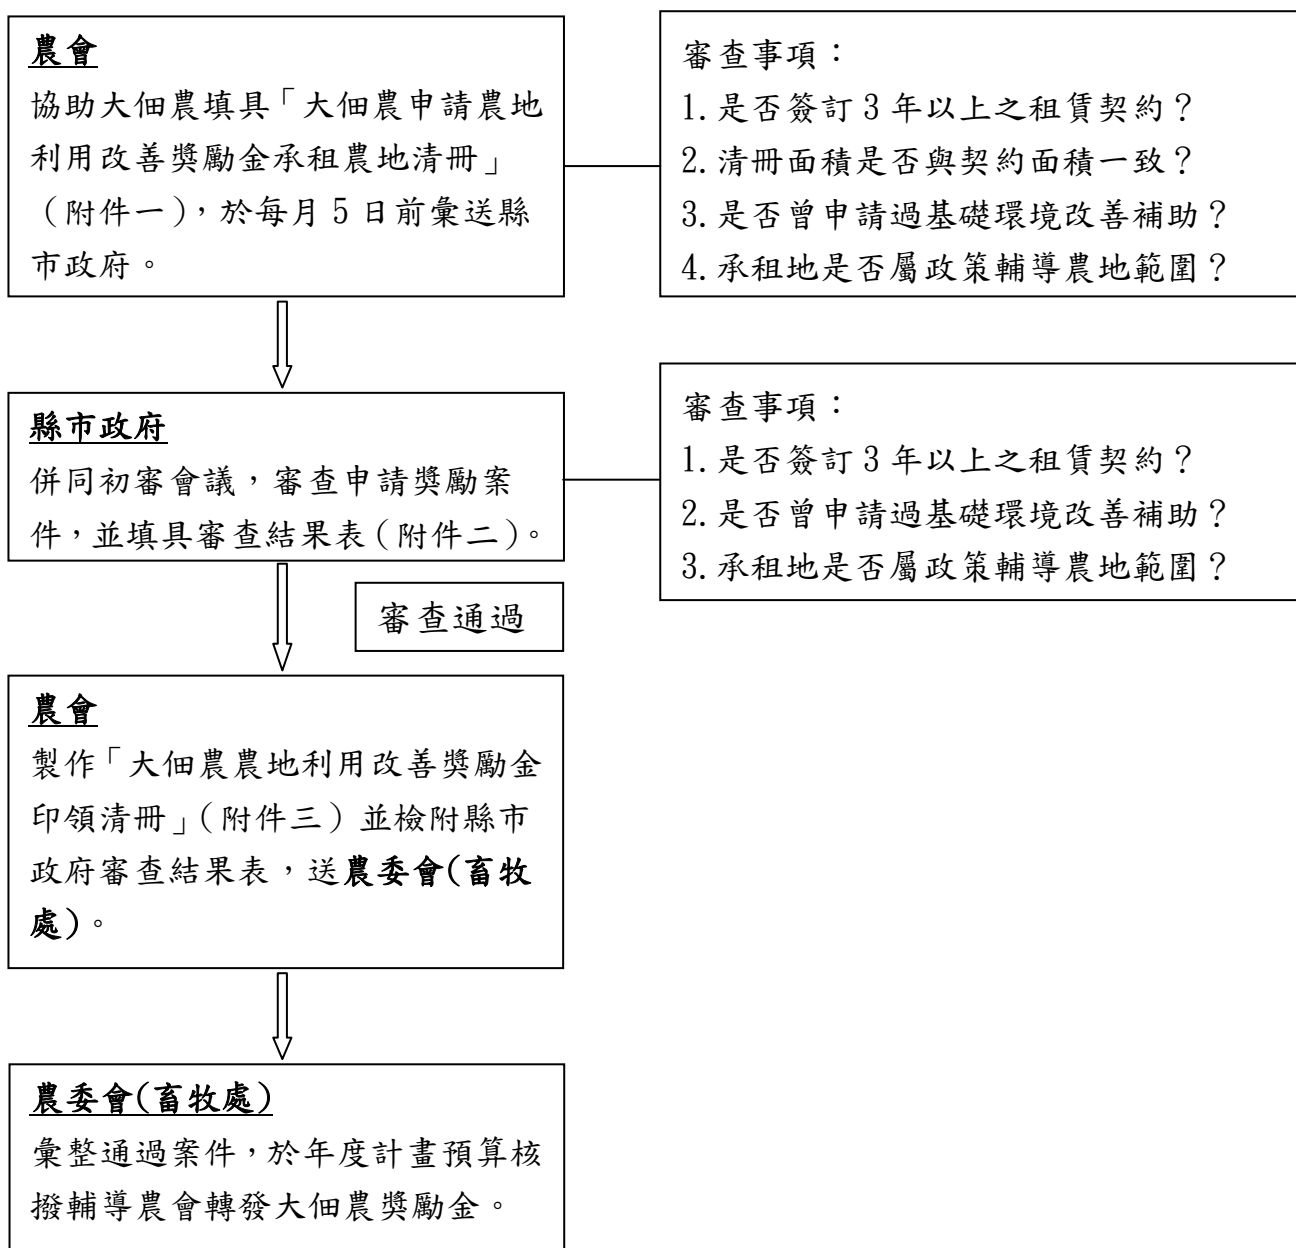 農會
協助大佃農填具「大佃農申請農地
利用改善獎勵金承租農地清冊」
（附件一），於每月 5 日前彙送縣
市政府。
審查事項：
1. 是否簽訂 3 年以上之租賃契約？
2. 清冊面積是否與契約面積一致？
3. 是否曾申請過基礎環境改善補助？
4. 承租地是否屬政策輔導農地範圍？
縣市政府
併同初審會議，審查申請獎勵案
件，並填具審查結果表（附件二）。
審查事項：
1. 是否簽訂 3 年以上之租賃契約？
2. 是否曾申請過基礎環境改善補助？
3. 承租地是否屬政策輔導農地範圍？
審查通過
農會
製作「大佃農農地利用改善獎勵金
印領清冊」（附件三）並檢附縣市
政府審查結果表，送農委會(畜牧
處)。
農委會(畜牧處)
彙整通過案件，於年度計畫預算核
撥輔導農會轉發大佃農獎勵金。